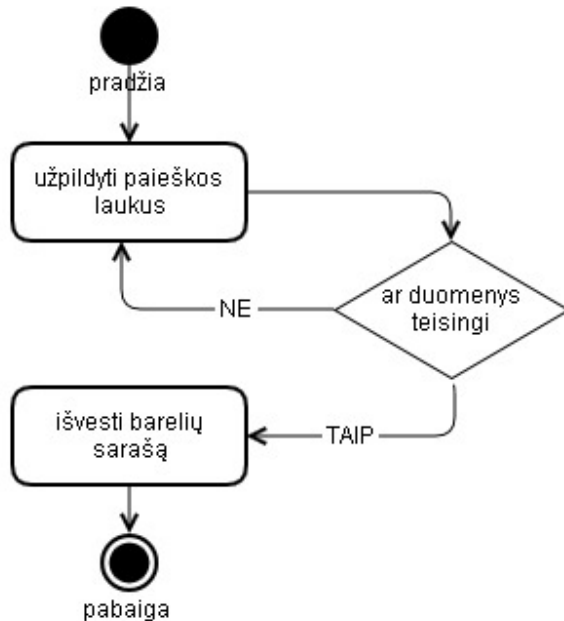 pradžia
užpildyti paieškos
laukus
ar duomenys
teisingi
NE
išvesti barelių
sarašą
TAIP
pabaiga